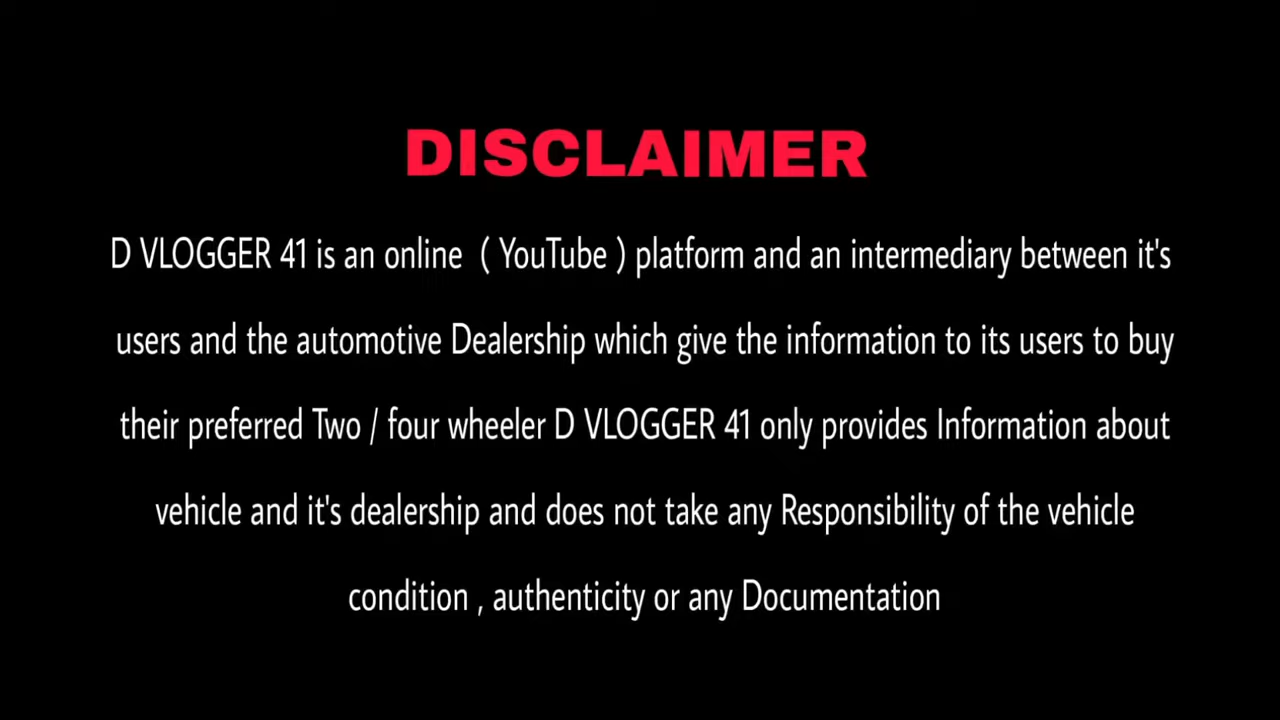 DISCLAIMER
D VLOGGER 41 is an online ( YouTube ) platform and an intermediary between it's
users and the automotive Dealership which give the information to its users to buy
their preferred Two / four wheeler D VLOGGER 41 only provides Information about
vehicle and it's dealership and does not take any Responsibility of the vehicle
condition , authenticity or any Documentation